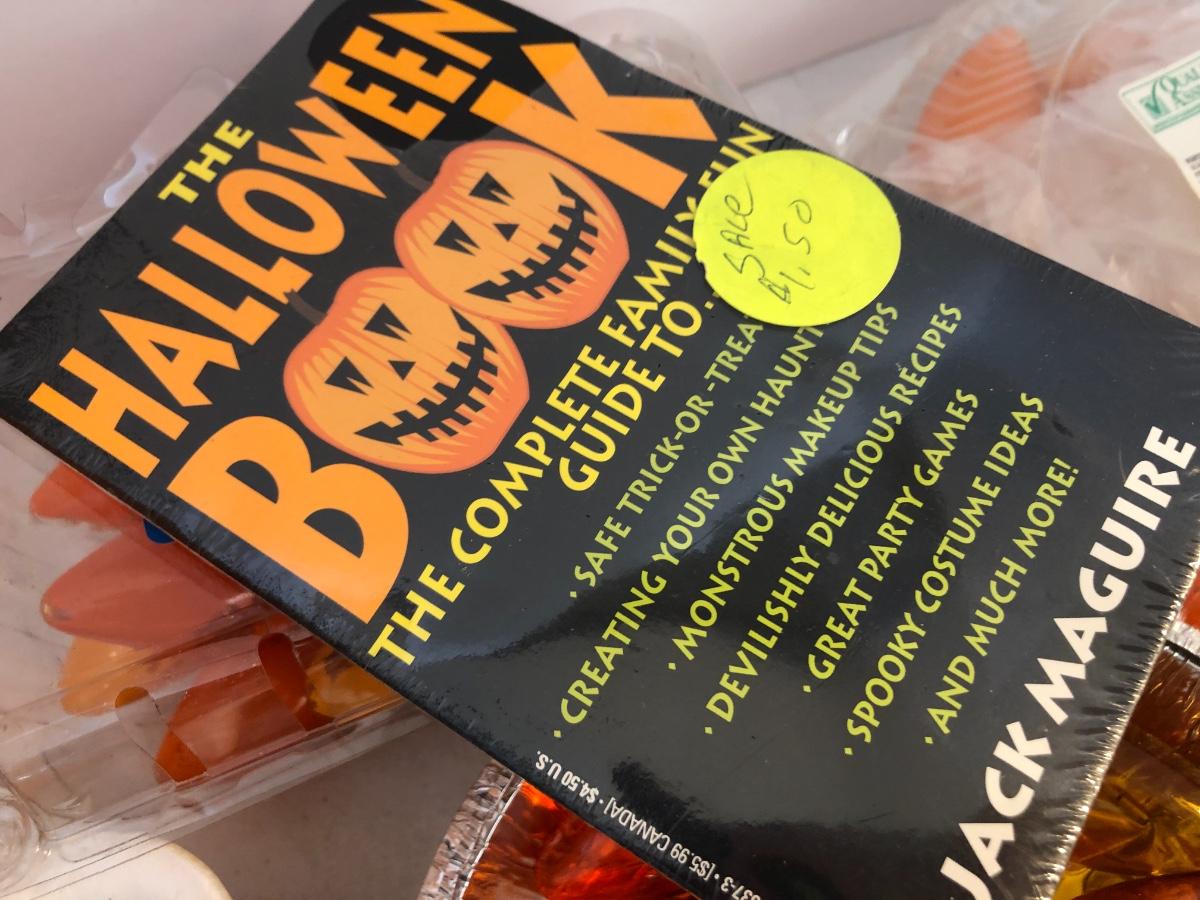 THE
HALLOWEEN
BOOK
THE COMPLETE FAMILY FUN
GUIDE TO...
SALE
$1.50
• SAFE TRICK-OR-TREA
• CREATING YOUR OWN HAUNT
• MONSTROUS MAKEUP TIPS
• DEVILISHLY DELICIOUS RECIPES
• GREAT PARTY GAMES
• SPOOKY COSTUME IDEAS
• AND MUCH MORE!
JACK MAGUIRE
637-3 • [$5.99 CANADA] • $4.50 U.S.